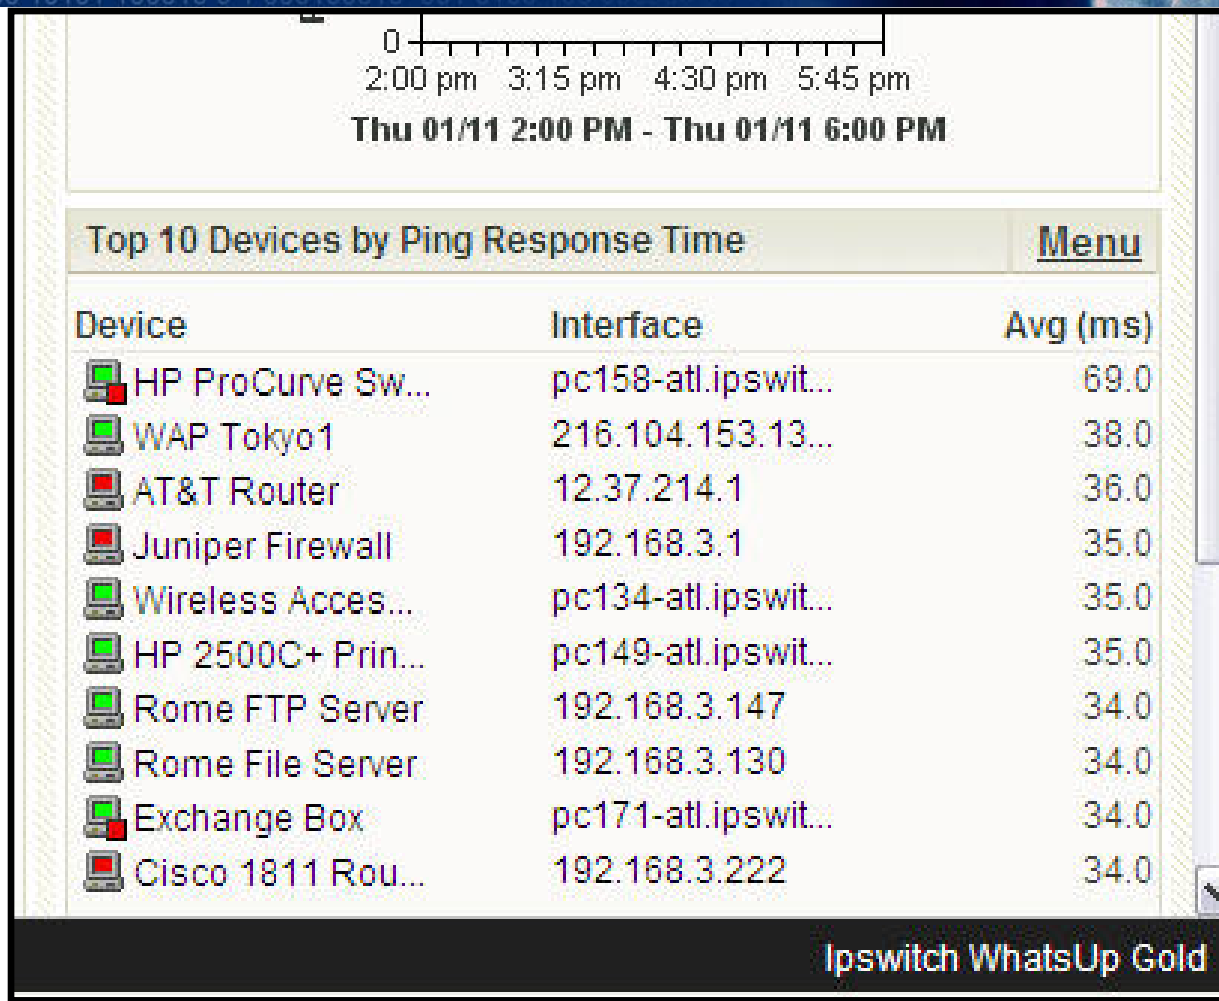 0
2:00 pm 3:15 pm 4:30 pm 5:45 pm
Thu 01/11 2:00 PM - Thu 01/11 6:00 PM
Top 10 Devices by Ping Response Time Menu
Device Interface Avg (ms)
HP ProCurve Sw... pc158-atl.ipswit... 69.0
WAP Tokyo1 216.104.153.13... 38.0
AT&T Router 12.37.214.1 36.0
Juniper Firewall 192.168.3.1 35.0
Wireless Acces... pc134-atl.ipswit... 35.0
HP 2500C+ Prin... pc149-atl.ipswit... 35.0
Rome FTP Server 192.168.3.147 34.0
Rome File Server 192.168.3.130 34.0
Exchange Box pc171-atl.ipswit... 34.0
Cisco 1811 Rou... 192.168.3.222 34.0
Ipswitch WhatsUp Gold